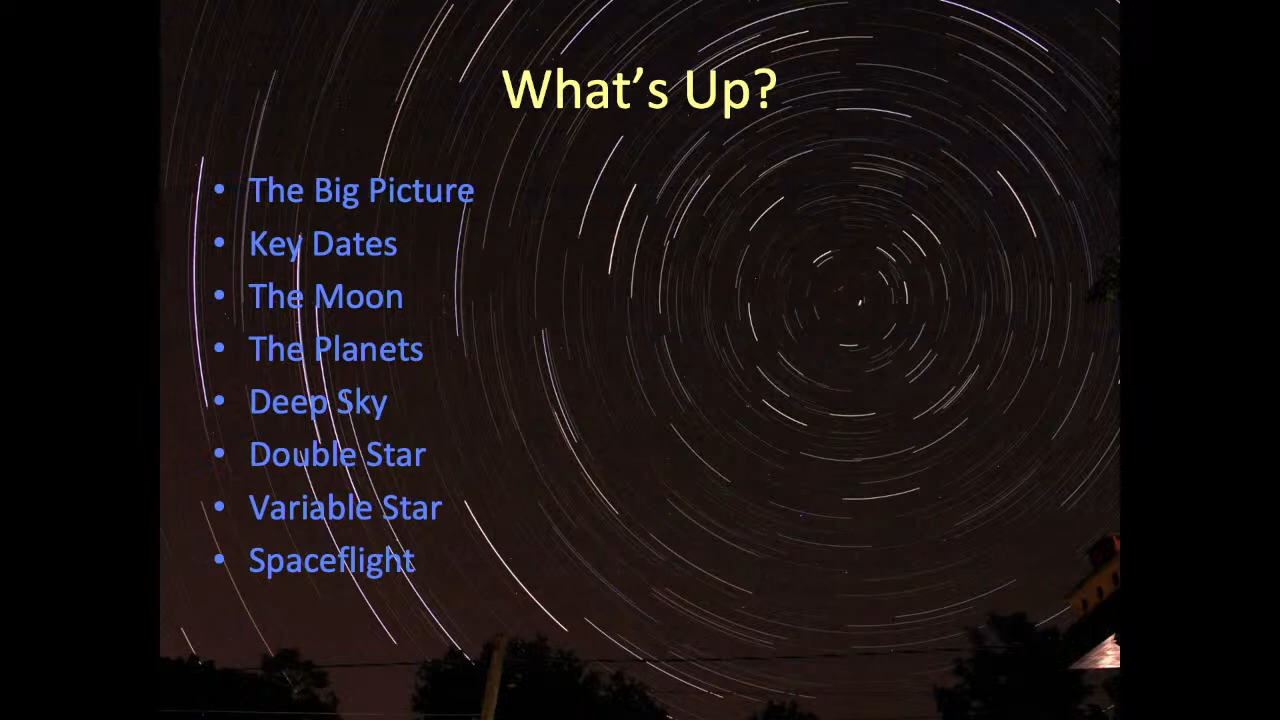 What's Up?
• The Big Picture
• Key Dates
• The Moon
• The Planets
• Deep Sky
• Double Star
• Variable Star
• Spaceflight